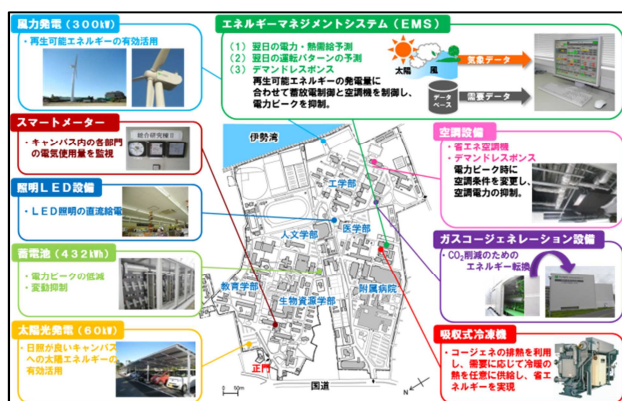 風力発電(300kW)
・再生可能エネルギーの有効活用
エネルギーマネジメントシステム(EMS)
(1) 翌日の電力・熱需給予測
(2) 翌日の運転パターンの予測
(3) デマンドレスポンス
再生可能エネルギーの発電量に
合わせて蓄放電制御と空調機を制御し、
電力ピークを抑制。
太陽
風
気象データ
データ
ベース
需要データ
スマートメーター
・キャンパス内の各部門
の電気使用量を監視
総合研究棟Ⅱ
照明LED設備
・LED照明の直流給電
蓄電池(432kWh)
・電力ピークの低減
・変動抑制
太陽光発電(60kW)
・日照が良いキャンパス
への太陽エネルギーの
有効活用
伊勢湾
工学部
医学部
人文学部
教育学部
生物資源学部
附属病院
正門
国道
0 50m
N
空調設備
・省エネ空調機
・デマンドレスポンス
電力ピーク時に
空調条件を変更し、
空調電力の抑制。
ガスコージェネレーション設備
・CO₂削減のための
エネルギー転換
吸収式冷凍機
・コージェネの排熱を利用
し、需要に応じて冷暖の
熱を任意に供給し、省エ
ネルギーを実現